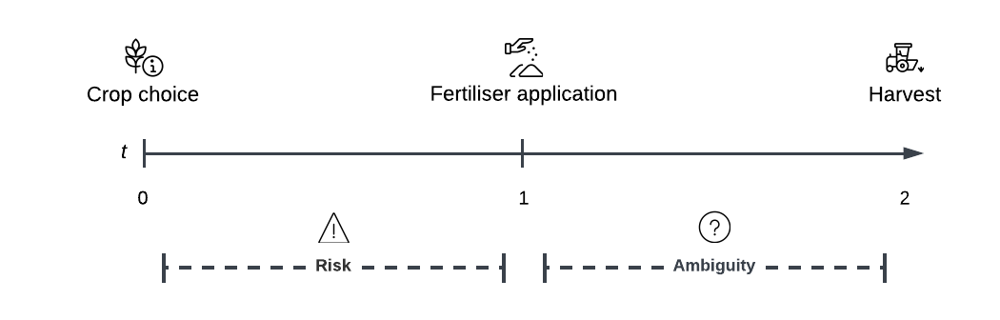 Crop choice
Fertiliser application
Harvest
t
0
1
2
Risk
Ambiguity